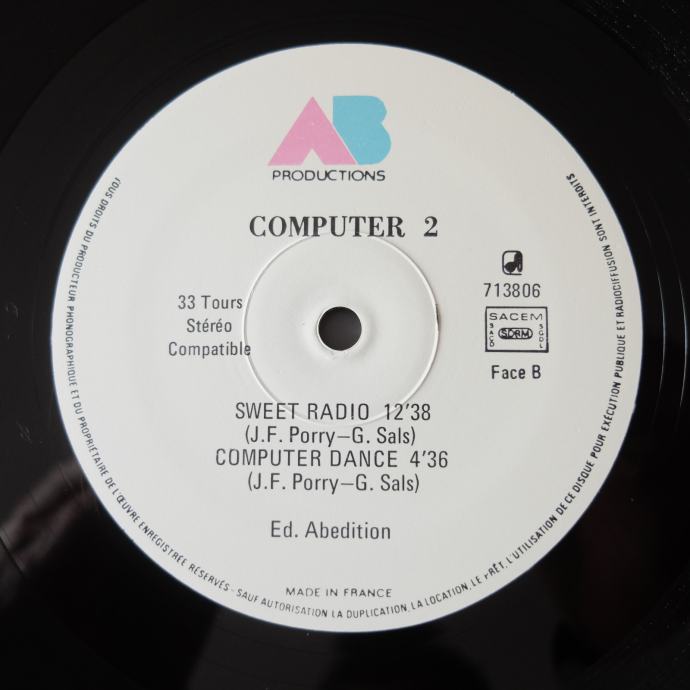 AB
PRODUCTIONS
COMPUTER 2
33 Tours
Stéréo
Compatible
713806
SACEM
SACD
SDRM
SGDL
Face B
SWEET RADIO 12'38
(J.F. Porry–G. Sals)
COMPUTER DANCE 4'36
(J.F. Porry–G. Sals)
Ed. Abedition
MADE IN FRANCE
TOUS DROITS DU PRODUCTEUR PHONOGRAPHIQUE ET DU PROPRIETAIRE DE L'ŒUVRE ENREGISTRÉE RÉSERVÉS - SAUF AUTORISATION LA DUPLICATION, LA LOCATION, LE PRÊT, L'UTILISATION DE CE DISQUE POUR EXÉCUTION PUBLIQUE ET RADIODIFFUSION SONT INTERDITS